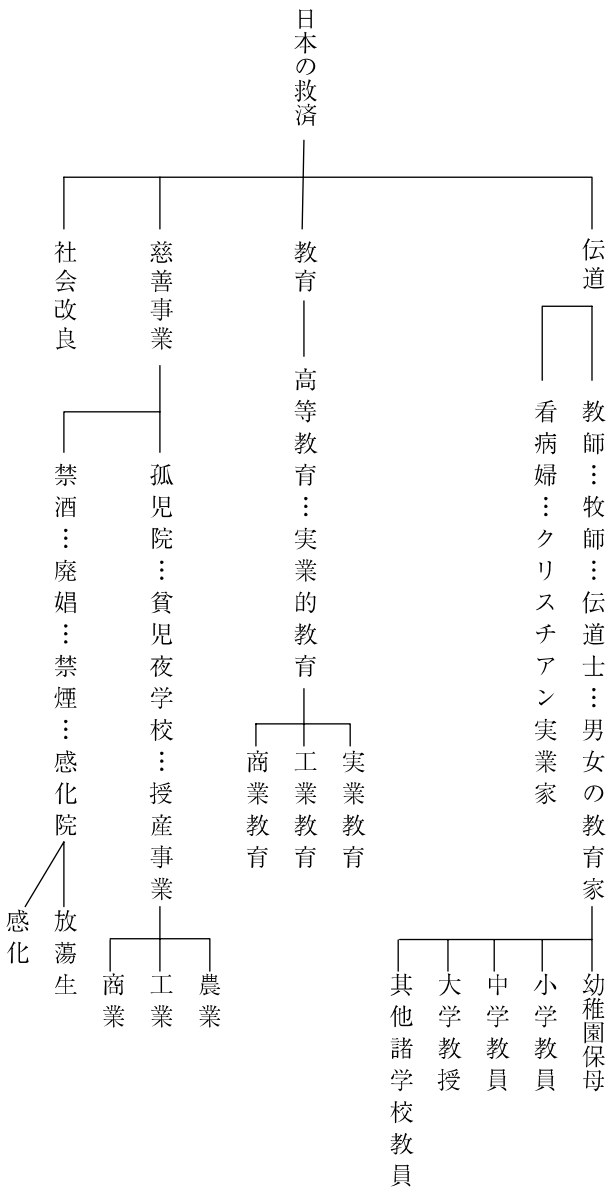 日本の救済
伝道
教師…牧師…伝道士…男女の教育家
幼稚園保母
小学教員
中学教員
大学教授
其他諸学校教員
看病婦…クリスチアン実業家
教育
高等教育…実業的教育
実業教育
工業教育
商業教育
慈善事業
孤児院…貧児夜学校…授産事業
農業
工業
商業
禁酒…廃娼…禁煙…感化院
放蕩生
感化
社会改良